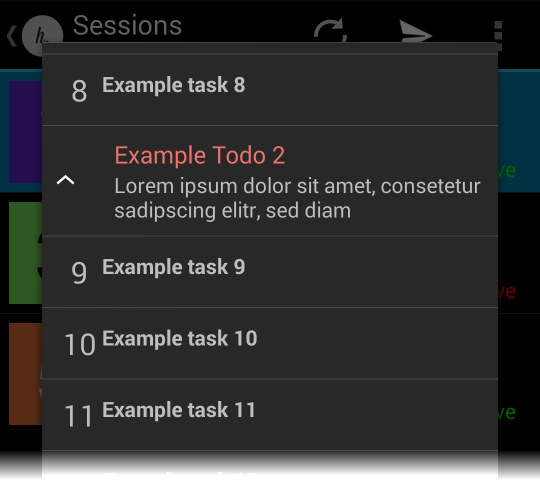 Sessions
8 Example task 8
Example Todo 2
Lorem ipsum dolor sit amet, consetetur
sadipscing elitr, sed diam
9 Example task 9
10 Example task 10
11 Example task 11